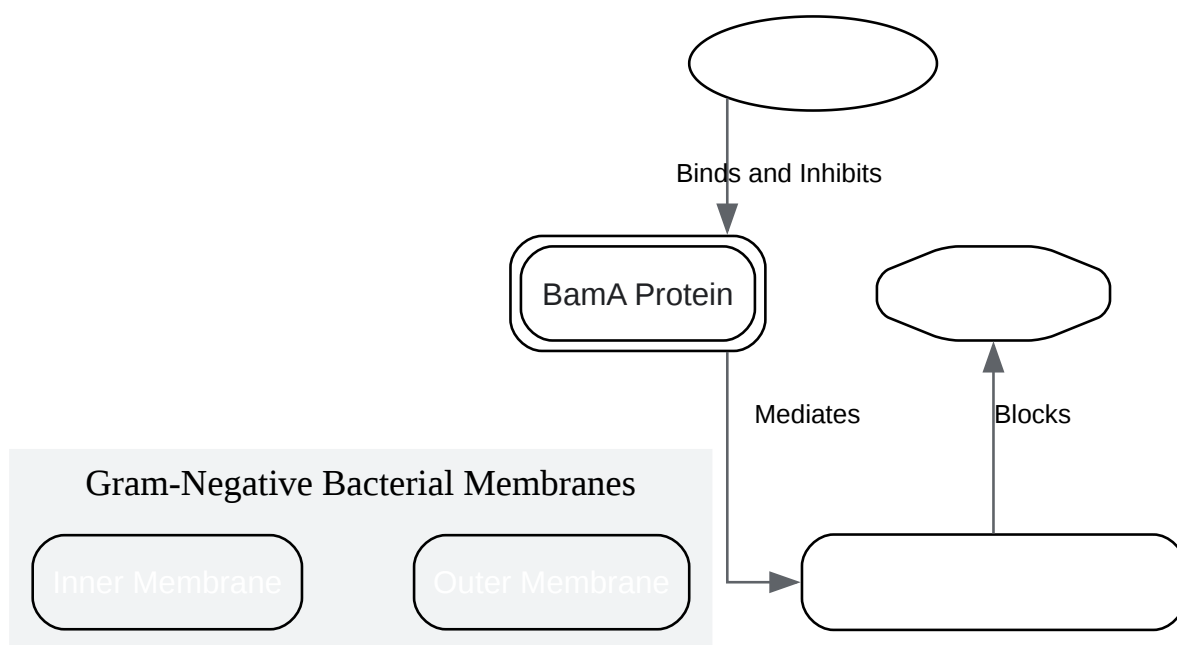 Binds and Inhibits
BamA Protein
Mediates
Blocks
Gram-Negative Bacterial Membranes
Inner Membrane
Outer Membrane